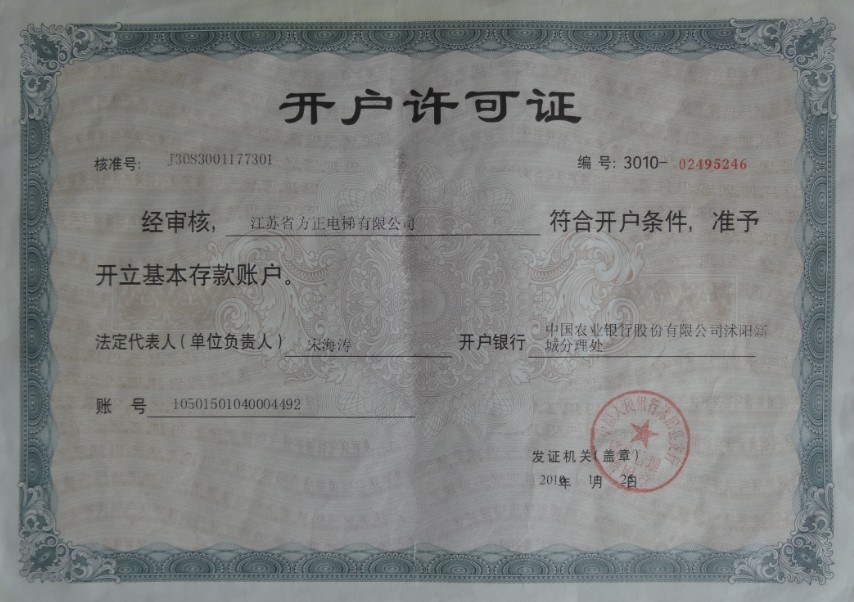 开户许可证
核准号: J3083001177301 编 号: 3010- 02495246
经审核, 江苏省方正电梯有限公司 符合开户条件, 准予
开立基本存款账户。
法定代表人(单位负责人) 宋海涛 开户银行 中国农业银行股份有限公司沭阳新
城分理处
账 号 10501501040004492
发证机关(盖章)
年 月 日